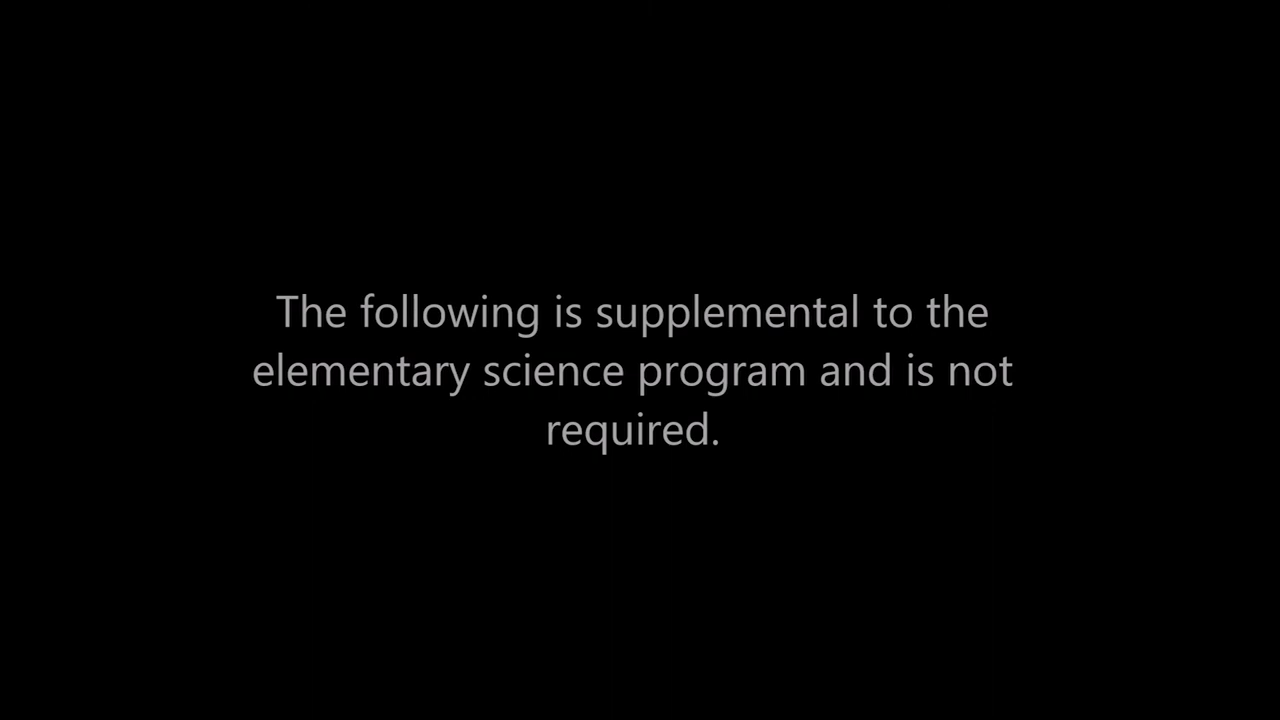 The following is supplemental to the
elementary science program and is not
required.